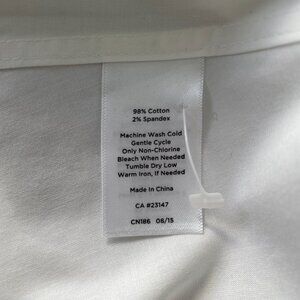 98% Cotton
2% Spandex
Machine Wash Cold
Gentle Cycle
Only Non-Chlorine
Bleach When Needed
Tumble Dry Low
Warm Iron, If Needed
Made In China
CA #23147
CN186 06/15